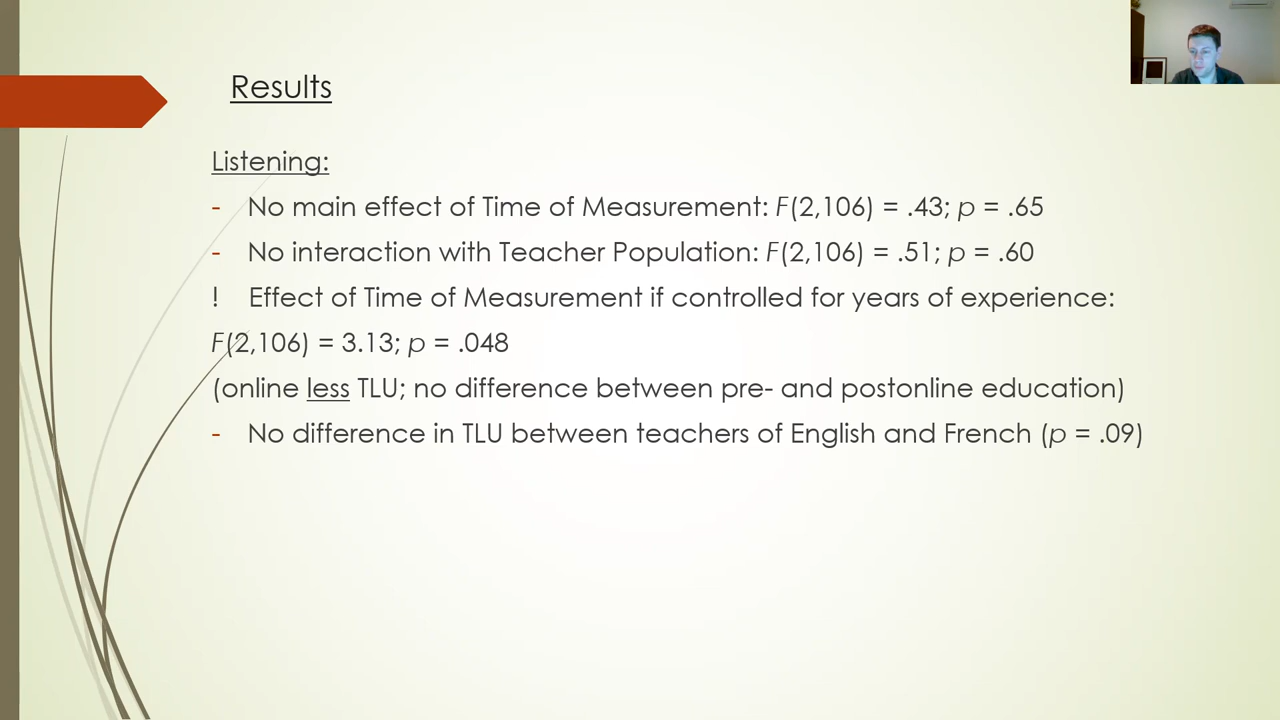 Results
Listening:
- No main effect of Time of Measurement: F(2,106) = .43; p = .65
- No interaction with Teacher Population: F(2,106) = .51; p = .60
! Effect of Time of Measurement if controlled for years of experience:
F(2,106) = 3.13; p = .048
(online less TLU; no difference between pre- and postonline education)
- No difference in TLU between teachers of English and French (p = .09)